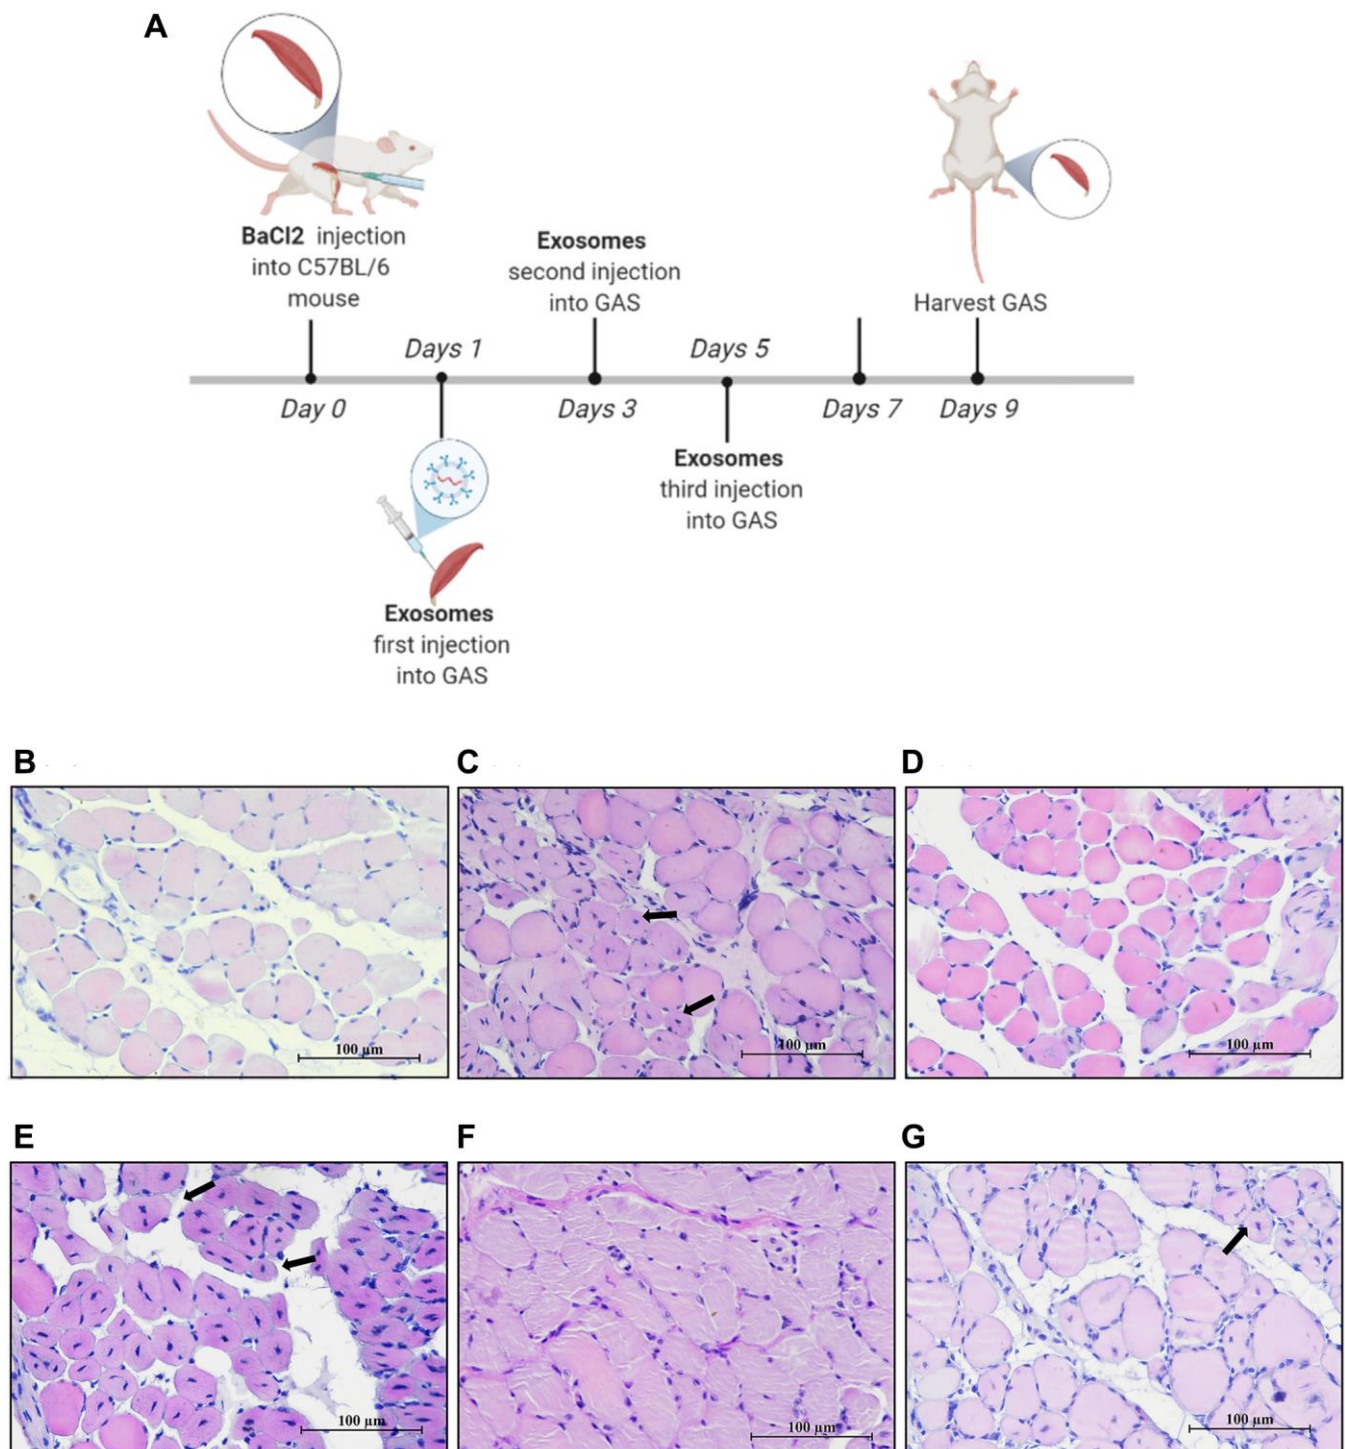 A
BaCl2 injection
into C57BL/6
mouse
Exosomes
second injection
into GAS
Harvest GAS
Days 1
Days 5
Day 0
Days 3
Days 7
Days 9
Exosomes
third injection
into GAS
Exosomes
first injection
into GAS
B
C
D
100 µm
100 µm
100 µm
E
F
G
100 µm
100 µm
100 µm